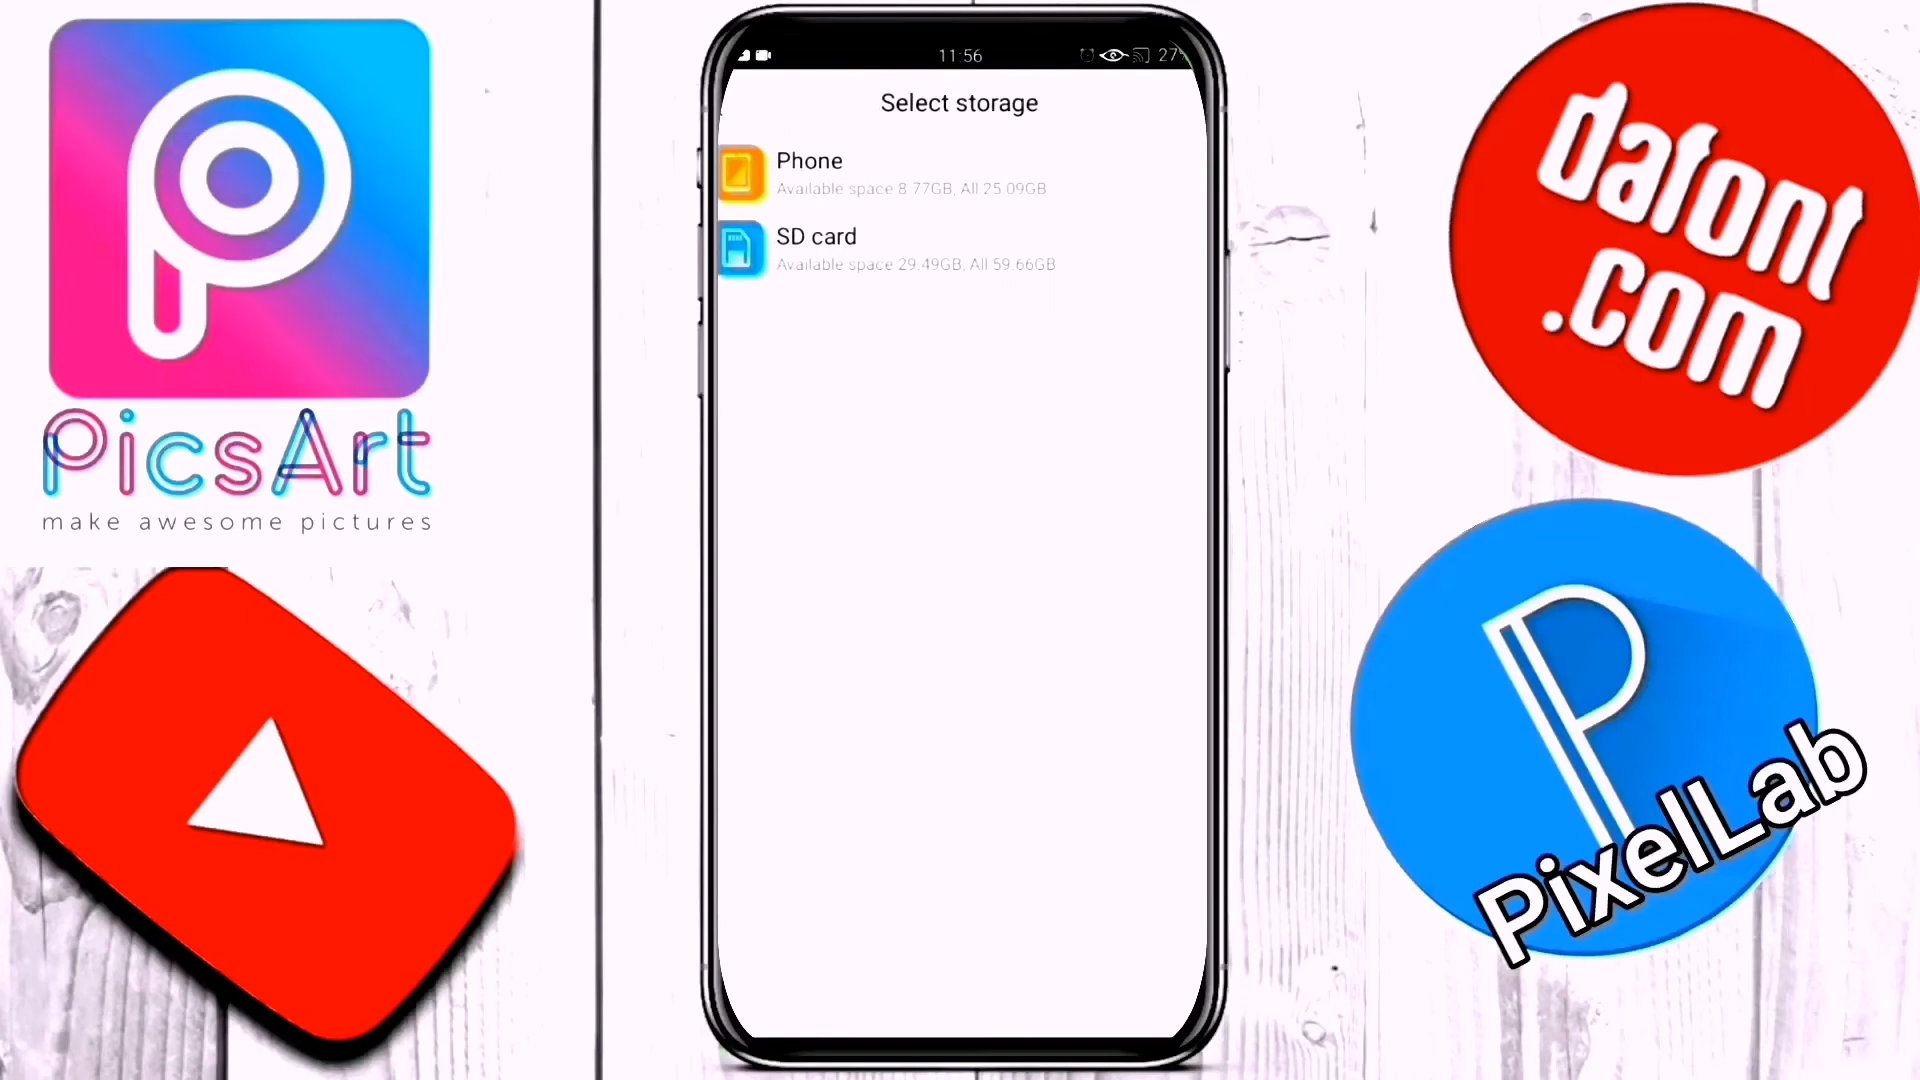 PicsArt
make awesome pictures
11:56
27%
Select storage
Phone
Available space 8.77GB, All 25.09GB
SD card
Available space 29.49GB, All 59.66GB
dafont
.com
PixelLab